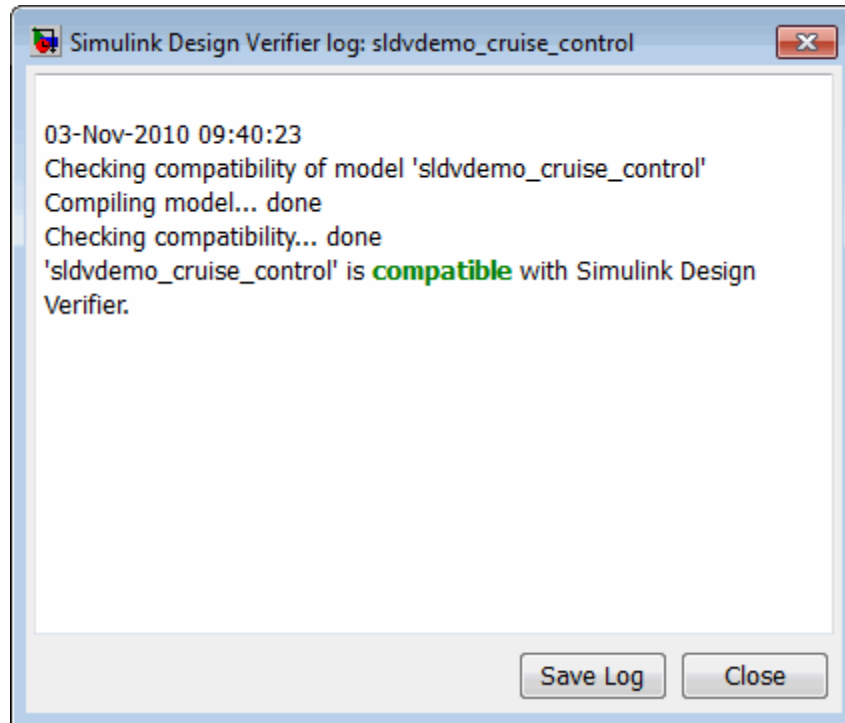 Simulink Design Verifier log: sldvdemo_cruise_control
03-Nov-2010 09:40:23
Checking compatibility of model 'sldvdemo_cruise_control'
Compiling model... done
Checking compatibility... done
'sldvdemo_cruise_control' is compatible with Simulink Design
Verifier.
Save Log Close